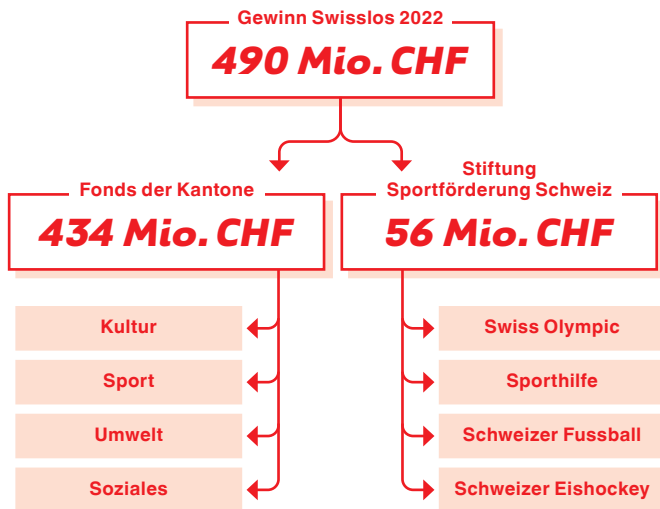 Gewinn Swisslos 2022
490 Mio. CHF
Fonds der Kantone
434 Mio. CHF
Stiftung
Sportförderung Schweiz
56 Mio. CHF
Kultur
Sport
Umwelt
Soziales
Swiss Olympic
Sporthilfe
Schweizer Fussball
Schweizer Eishockey